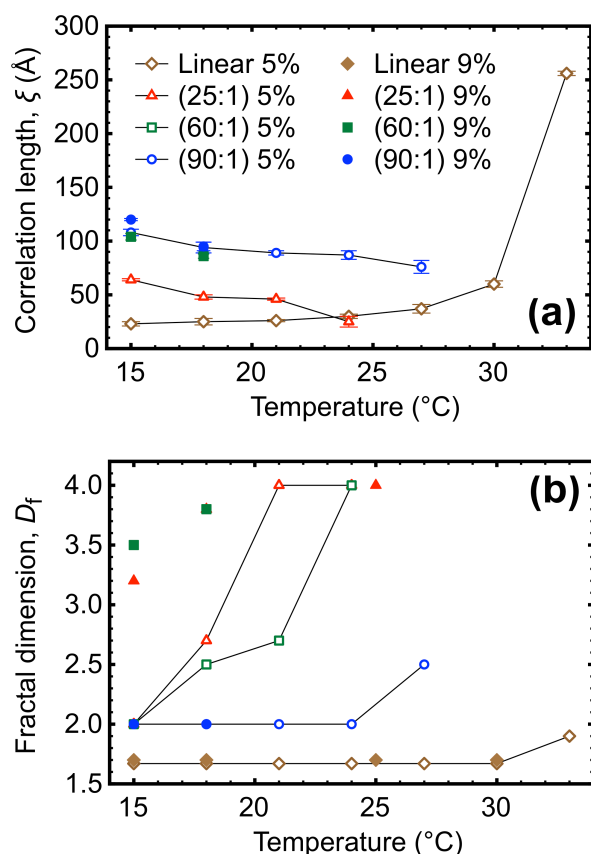 300
250
200
150
100
50
0
Correlation length, ξ (Å)
Linear 5% Linear 9%
(25:1) 5% (25:1) 9%
(60:1) 5% (60:1) 9%
(90:1) 5% (90:1) 9%
(a)
15 20 25 30
Temperature (°C)
4.0
3.5
3.0
2.5
2.0
1.5
Fractal dimension, Df
(b)
15 20 25 30
Temperature (°C)